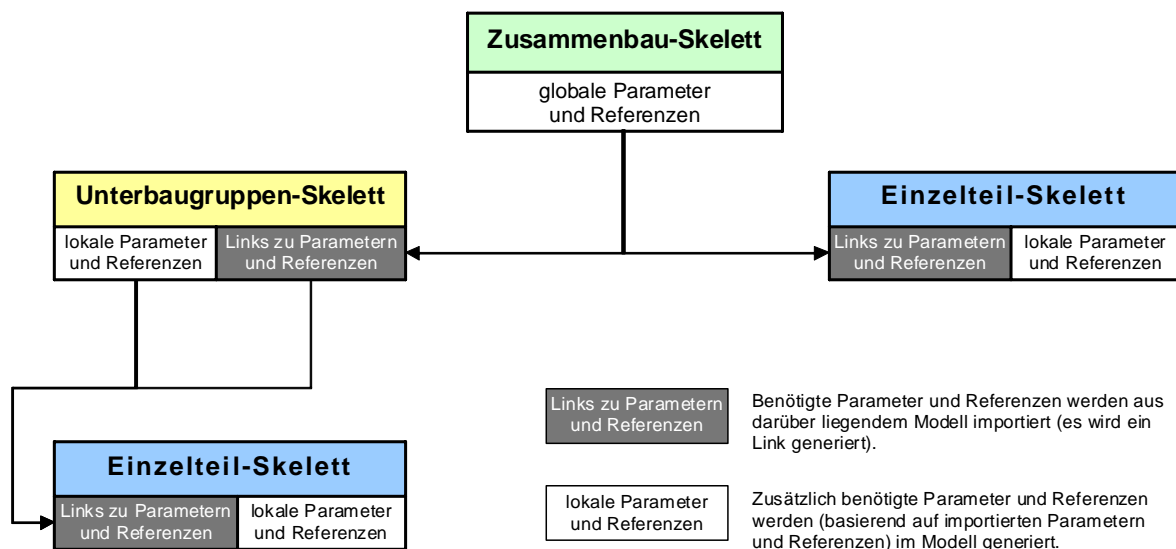 Zusammenbau-Skelett
globale Parameter
und Referenzen
Unterbaugruppen-Skelett
lokale Parameter
und Referenzen
Links zu Parametern
und Referenzen
Einzelteil-Skelett
Links zu Parametern
und Referenzen
lokale Parameter
und Referenzen
Einzelteil-Skelett
Links zu Parametern
und Referenzen
lokale Parameter
und Referenzen
Links zu Parametern
und Referenzen
Benötigte Parameter und Referenzen werden aus
darüber liegendem Modell importiert (es wird ein
Link generiert).
lokale Parameter
und Referenzen
Zusätzlich benötigte Parameter und Referenzen
werden (basierend auf importierten Parametern
und Referenzen) im Modell generiert.